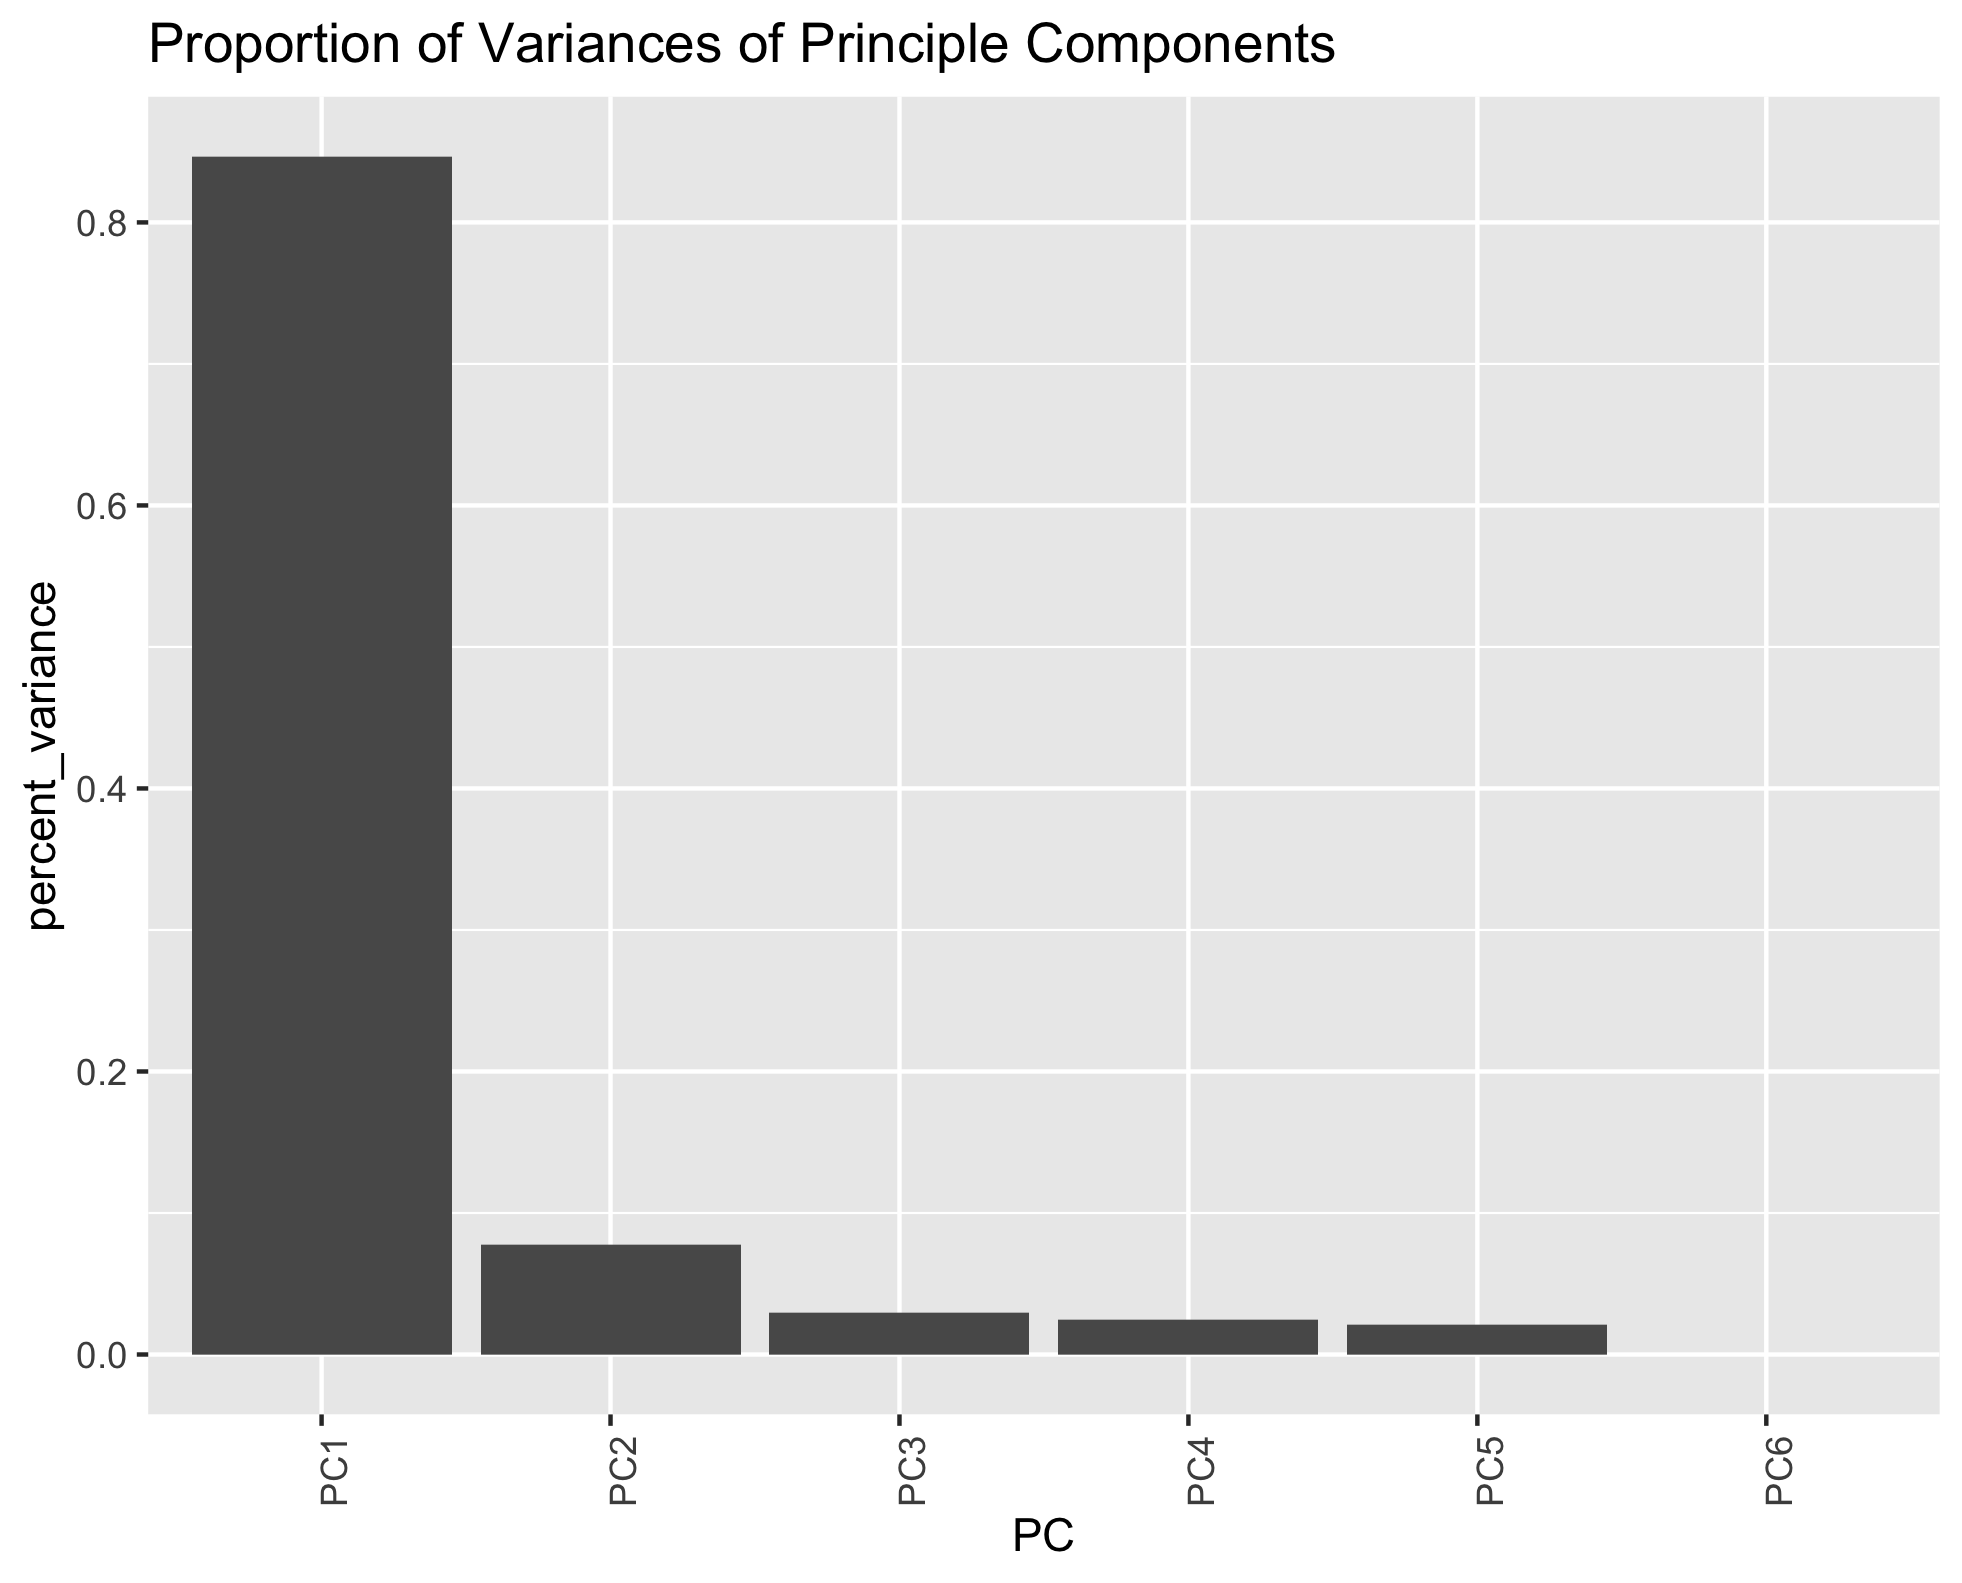 Proportion of Variances of Principle Components
percent_variance
0.8
0.6
0.4
0.2
0.0
PC1
PC2
PC3
PC4
PC5
PC6
PC